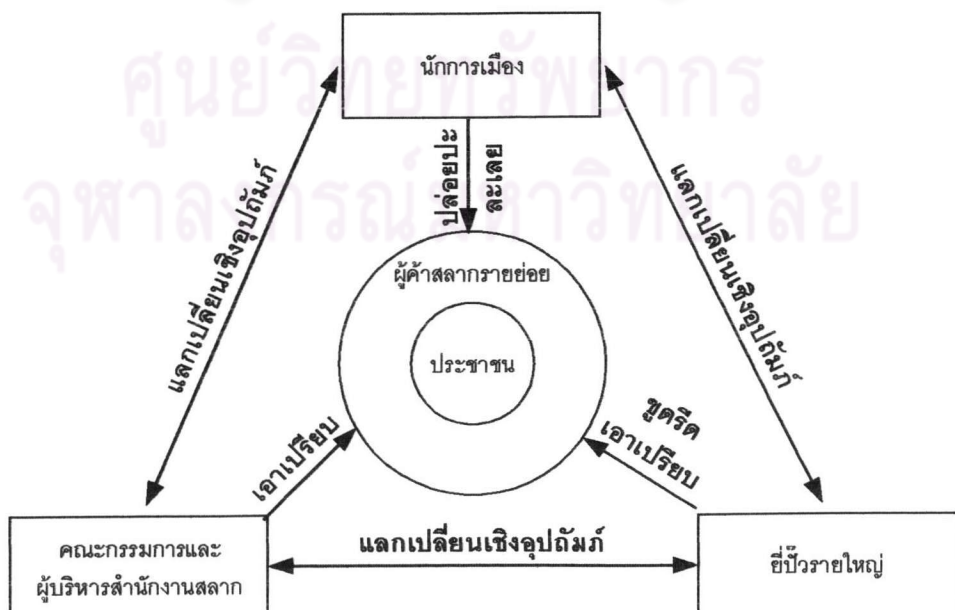 ศูนย์วิทยทรัพยากร
จุฬาลงกรณ์มหาวิทยาลัย
นักการเมือง
ปล่อยปะ
ละเลย
แลกเปลี่ยนเชิงอุปถัมภ์
แลกเปลี่ยนเชิงอุปถัมภ์
ผู้ค้าสลากรายย่อย
ประชาชน
เอาเปรียบ
ขูดรีด
เอาเปรียบ
คณะกรรมการและ
ผู้บริหารสำนักงานสลาก
แลกเปลี่ยนเชิงอุปถัมภ์
ยี่ปั๊วรายใหญ่